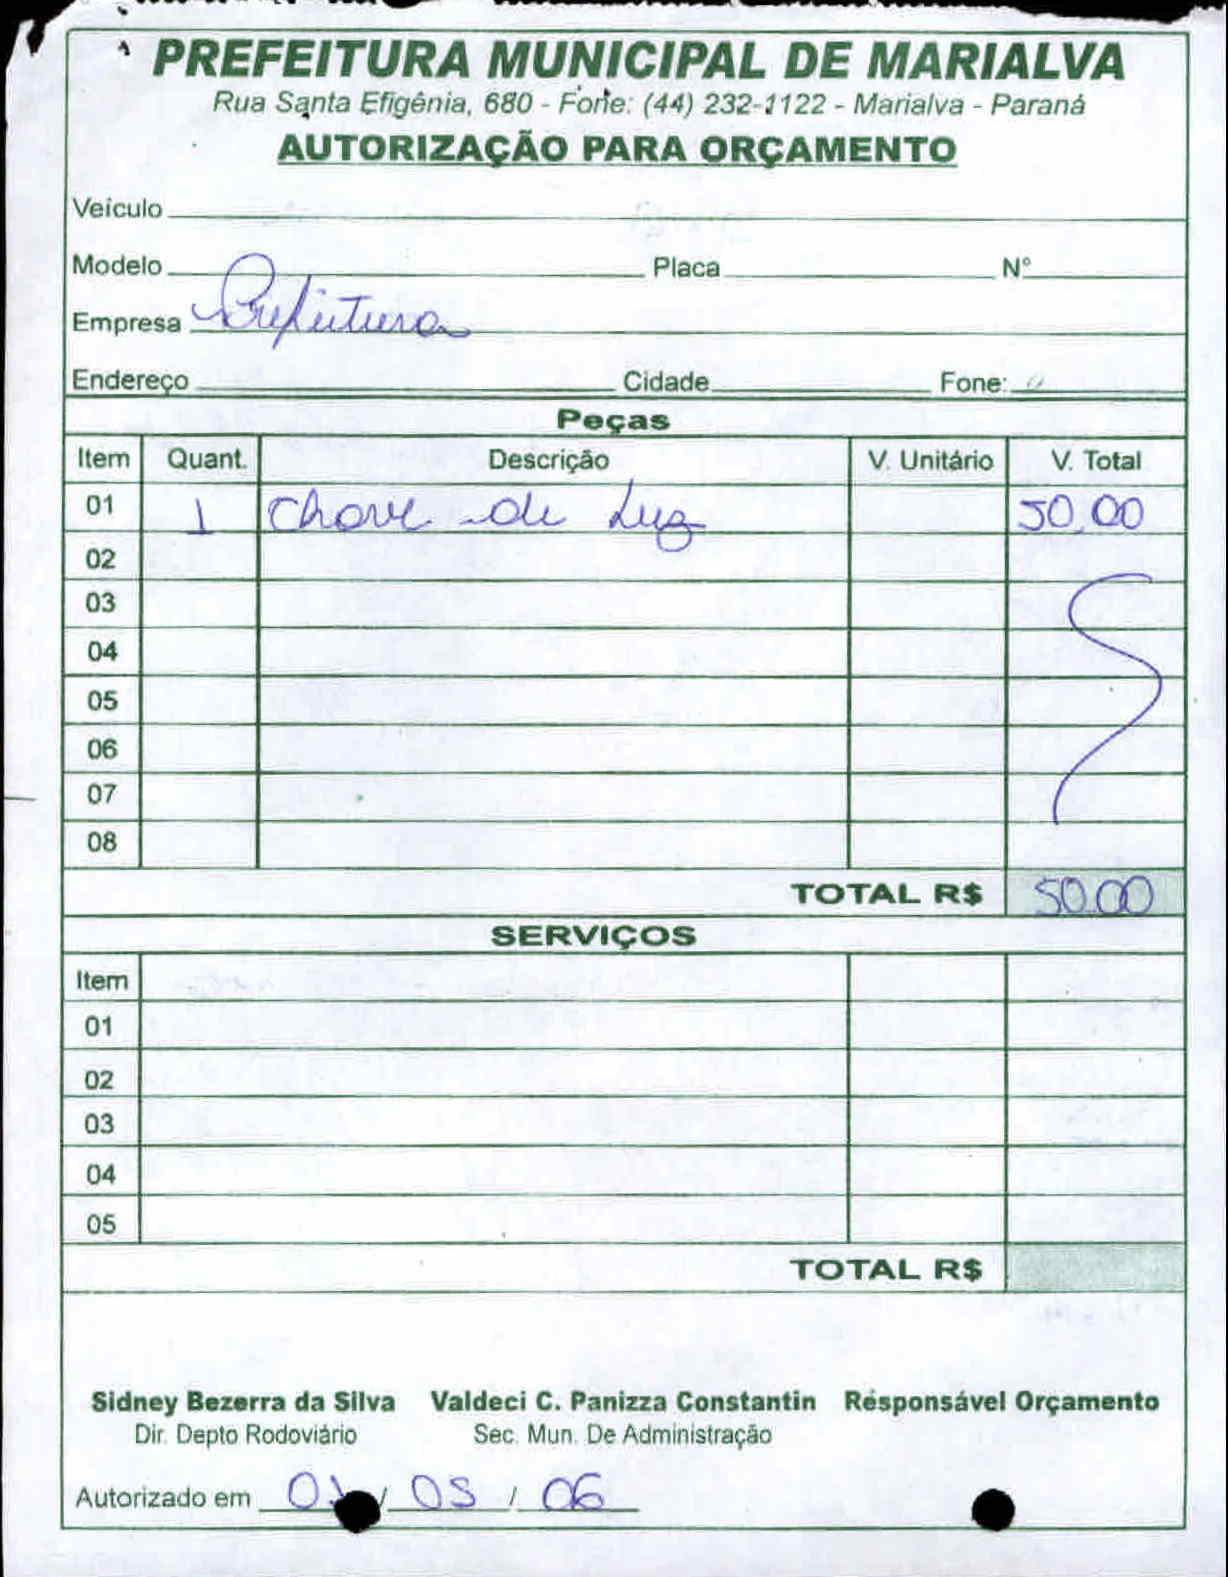 PREFEITURA MUNICIPAL DE MARIALVA
Rua Santa Efigênia, 680 - Fone: (44) 232-1122 - Marialva - Paraná
AUTORIZAÇÃO PARA ORÇAMENTO
Veículo
Modelo Placa Nº
Empresa Prefeitura
Endereço Cidade Fone:
Peças
Item Quant. Descrição V. Unitário V. Total
01 1 Chave de Luz 50,00
02
03
04
05
06
07
08
TOTAL R$ 50.00
SERVIÇOS
Item
01
02
03
04
05
TOTAL R$
Sidney Bezerra da Silva Valdeci C. Panizza Constantin Responsável Orçamento
Dir. Depto Rodoviário Sec. Mun. De Administração
Autorizado em / 05 / 06